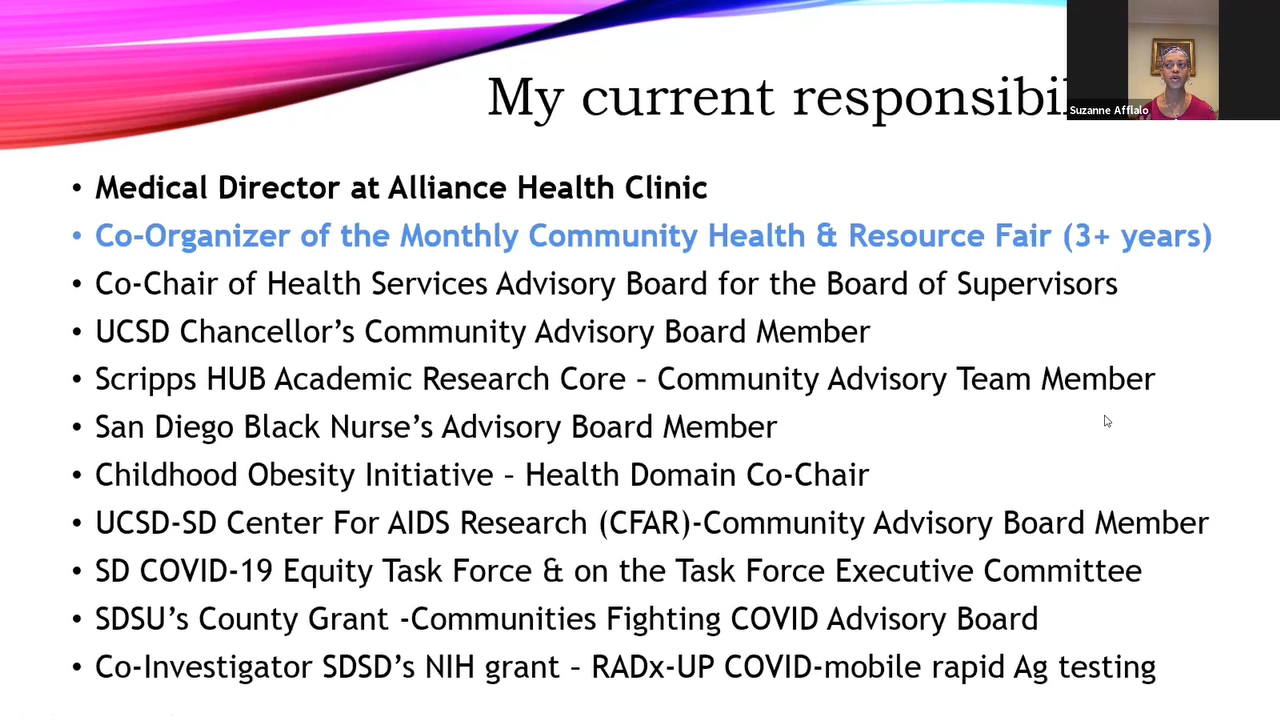 My current responsibil
Suzanne Afflalo
• Medical Director at Alliance Health Clinic
• Co-Organizer of the Monthly Community Health & Resource Fair (3+ years)
• Co-Chair of Health Services Advisory Board for the Board of Supervisors
• UCSD Chancellor’s Community Advisory Board Member
• Scripps HUB Academic Research Core – Community Advisory Team Member
• San Diego Black Nurse’s Advisory Board Member
• Childhood Obesity Initiative – Health Domain Co-Chair
• UCSD-SD Center For AIDS Research (CFAR)-Community Advisory Board Member
• SD COVID-19 Equity Task Force & on the Task Force Executive Committee
• SDSU’s County Grant -Communities Fighting COVID Advisory Board
• Co-Investigator SDSD’s NIH grant – RADx-UP COVID-mobile rapid Ag testing